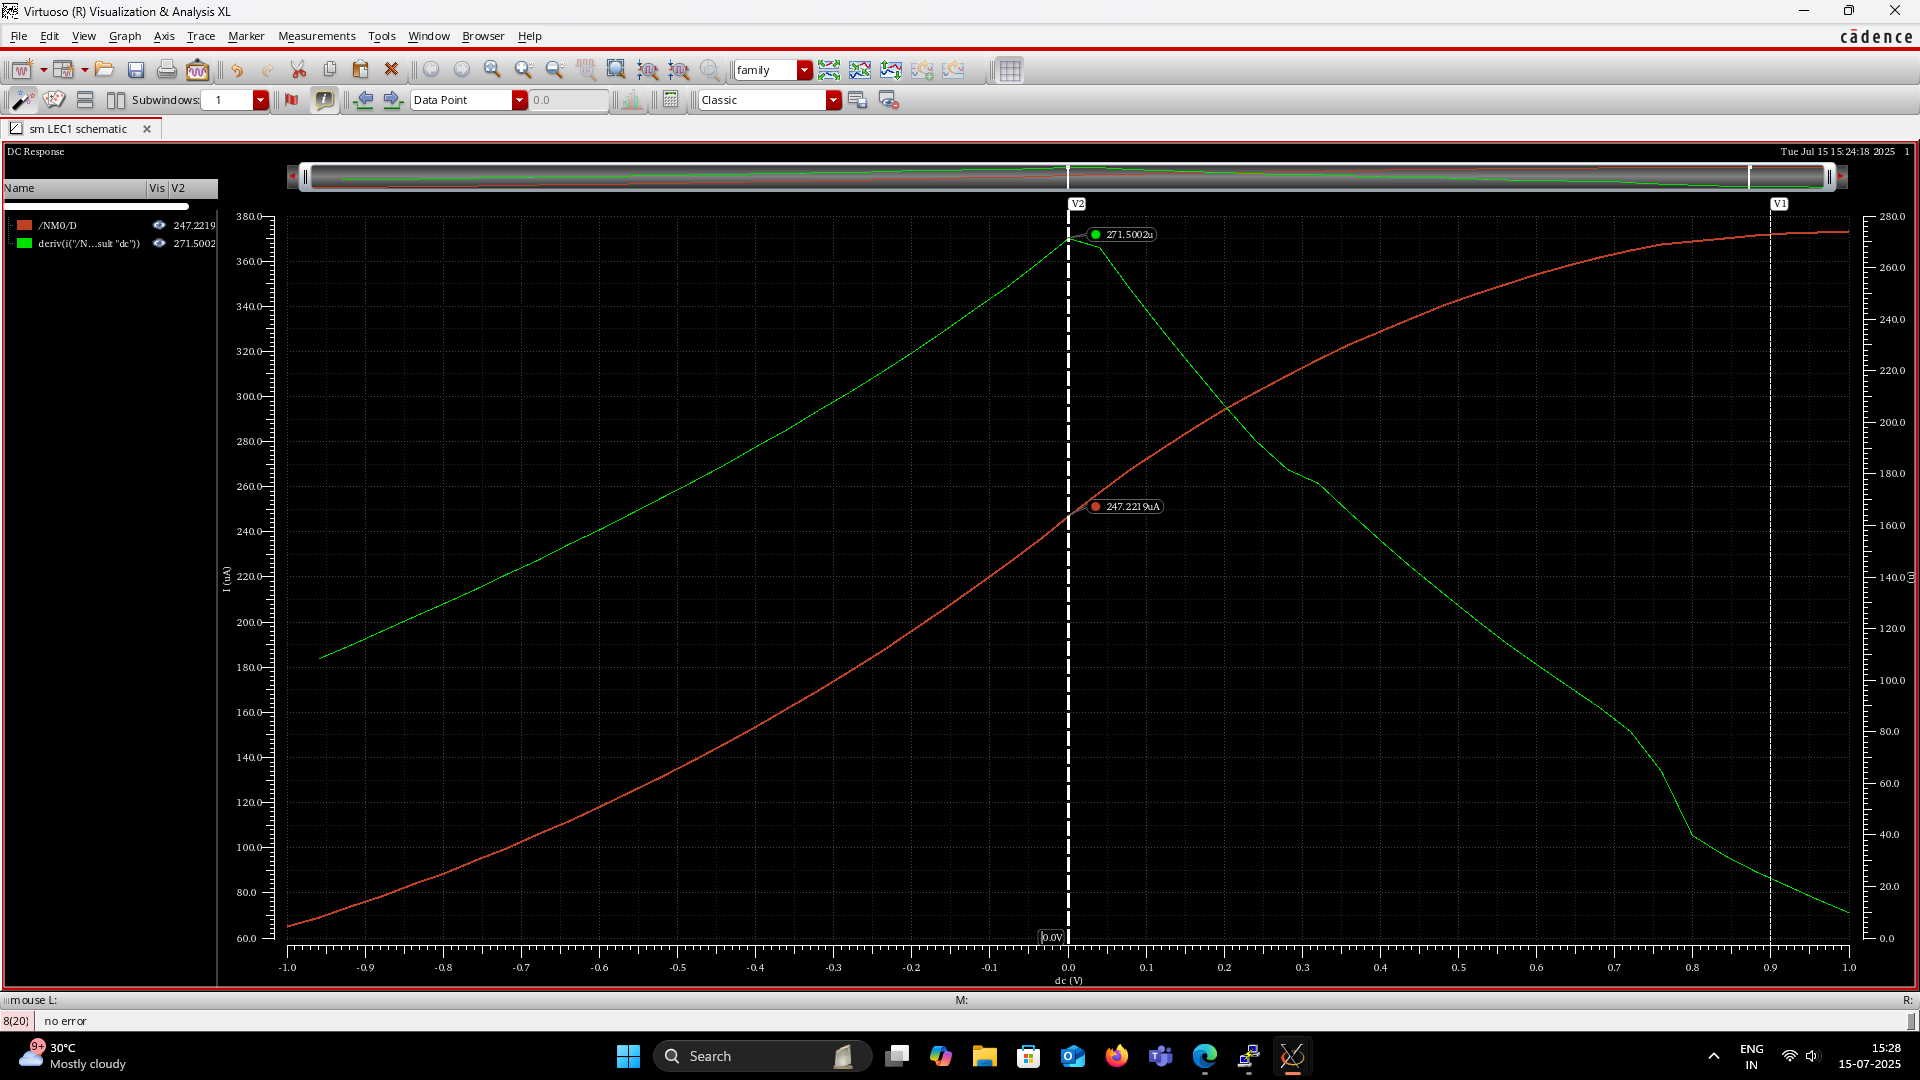 Virtuoso (R) Visualization & Analysis XL
File Edit View Graph Axis Trace Marker Measurements Tools Window Browser Help
cādence
family
Subwindows: 1 Data Point 0.0 Classic
sm LEC1 schematic
DC Response
Tue Jul 15 15:24:18 2025 1
Name Vis V2
/NM0/D 247.2219
deriv(i("/N...sult "dc")) 271.5002
V2
V1
271.5002u
247.2219uA
0.0V
380.0
360.0
340.0
320.0
300.0
280.0
260.0
240.0
220.0
200.0
180.0
160.0
140.0
120.0
100.0
80.0
60.0
I (uA)
280.0
260.0
240.0
220.0
200.0
180.0
160.0
140.0
120.0
100.0
80.0
60.0
40.0
20.0
0.0
(u)
-1.0 -0.9 -0.8 -0.7 -0.6 -0.5 -0.4 -0.3 -0.2 -0.1 0.0 0.1 0.2 0.3 0.4 0.5 0.6 0.7 0.8 0.9 1.0
dc (V)
mouse L: M: R:
8(20) no error
9+
30°C
Mostly cloudy
Search
ENG
IN
15:28
15-07-2025